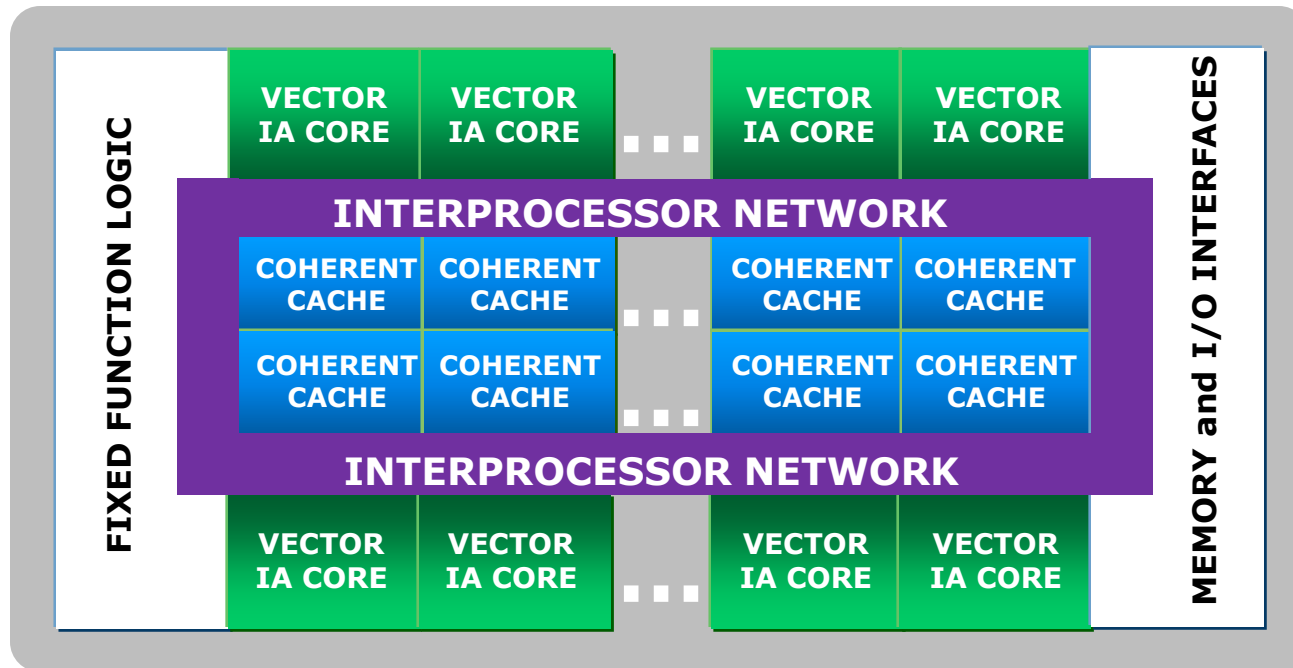 FIXED FUNCTION LOGIC
VECTOR
IA CORE
VECTOR
IA CORE
...
VECTOR
IA CORE
VECTOR
IA CORE
INTERPROCESSOR NETWORK
COHERENT
CACHE
COHERENT
CACHE
...
COHERENT
CACHE
COHERENT
CACHE
COHERENT
CACHE
COHERENT
CACHE
...
COHERENT
CACHE
COHERENT
CACHE
INTERPROCESSOR NETWORK
VECTOR
IA CORE
VECTOR
IA CORE
...
VECTOR
IA CORE
VECTOR
IA CORE
MEMORY and I/O INTERFACES